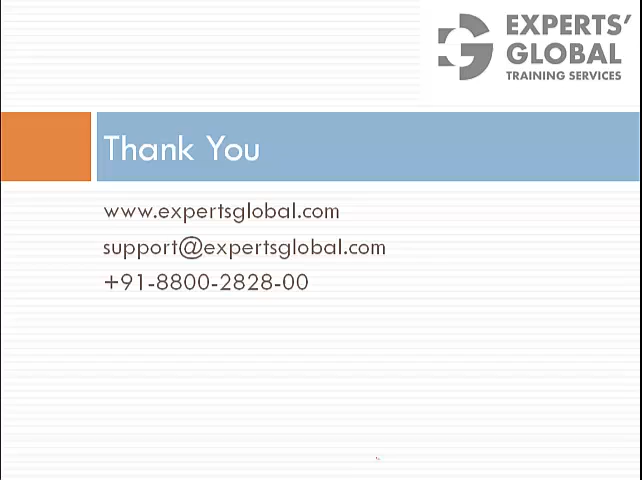 EXPERTS'
GLOBAL
TRAINING SERVICES
Thank You
www.expertsglobal.com
support@expertsglobal.com
+91-8800-2828-00